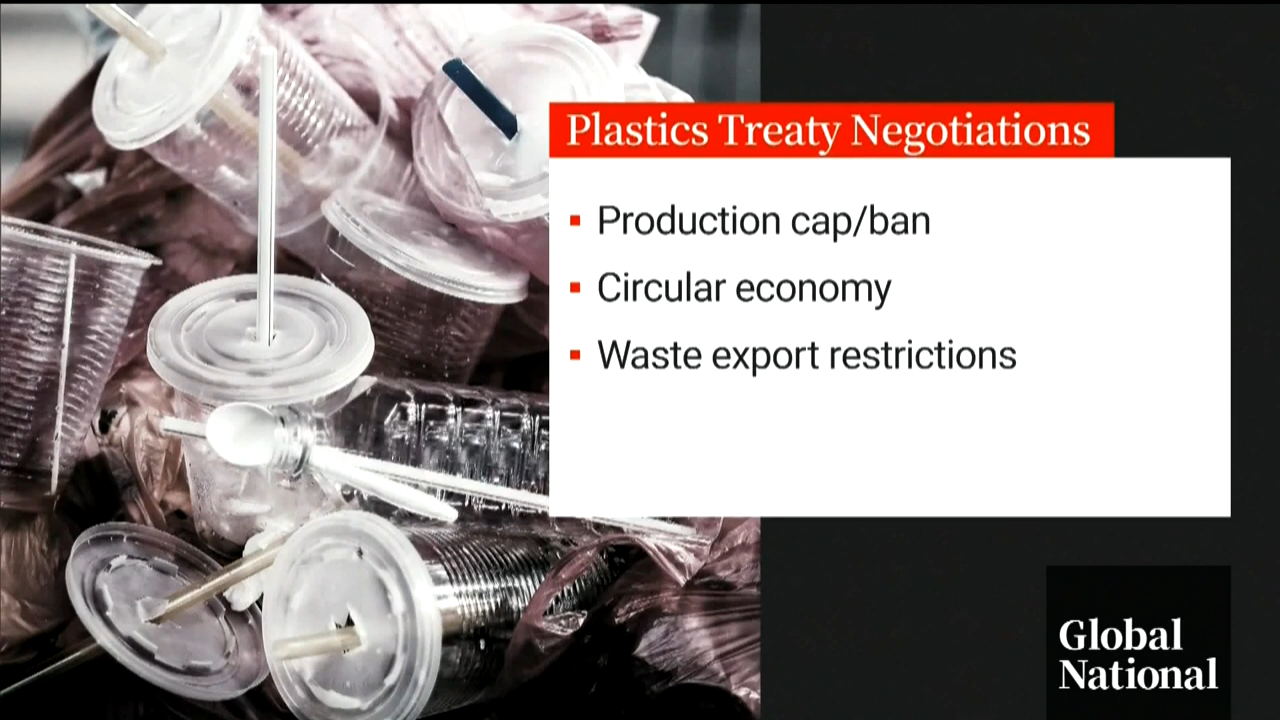 Plastics Treaty Negotiations
Production cap/ban
Circular economy
Waste export restrictions
Global
National